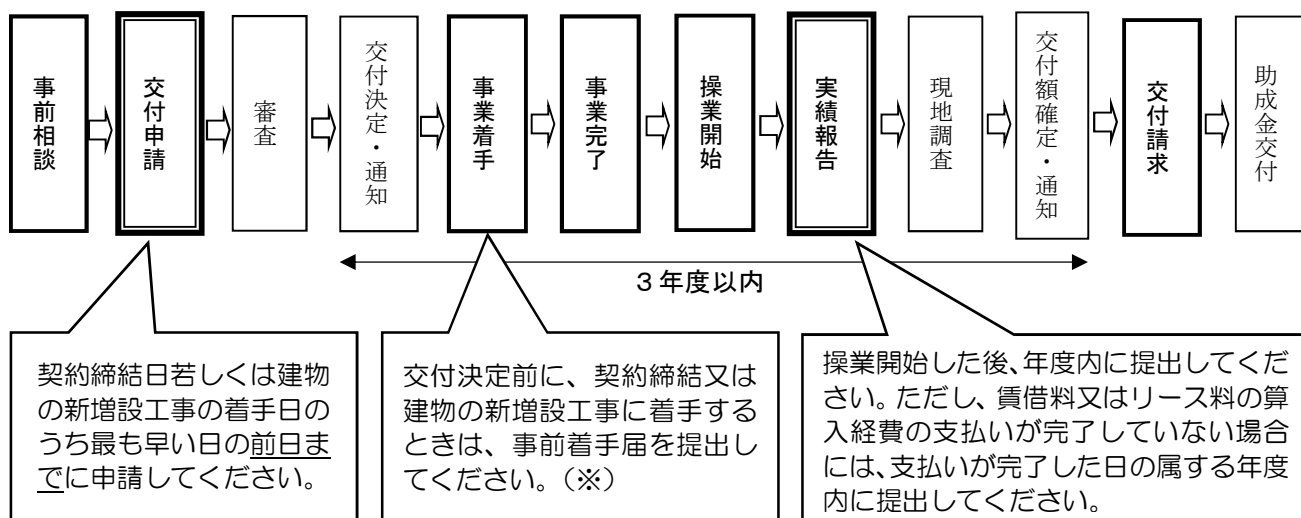 事前相談
交付申請
審査
交付決定・通知
事業着手
事業完了
操業開始
実績報告
現地調査
交付額確定・通知
交付請求
助成金交付
３年度以内
契約締結日若しくは建物
の新増設工事の着手日の
うち最も早い日の前日ま
でに申請してください。
交付決定前に、契約締結又は
建物の新増設工事に着手する
ときは、事前着手届を提出し
てください。（※）
操業開始した後、年度内に提出してくだ
さい。ただし、賃借料又はリース料の算
入経費の支払いが完了していない場合
には、支払いが完了した日の属する年度
内に提出してください。